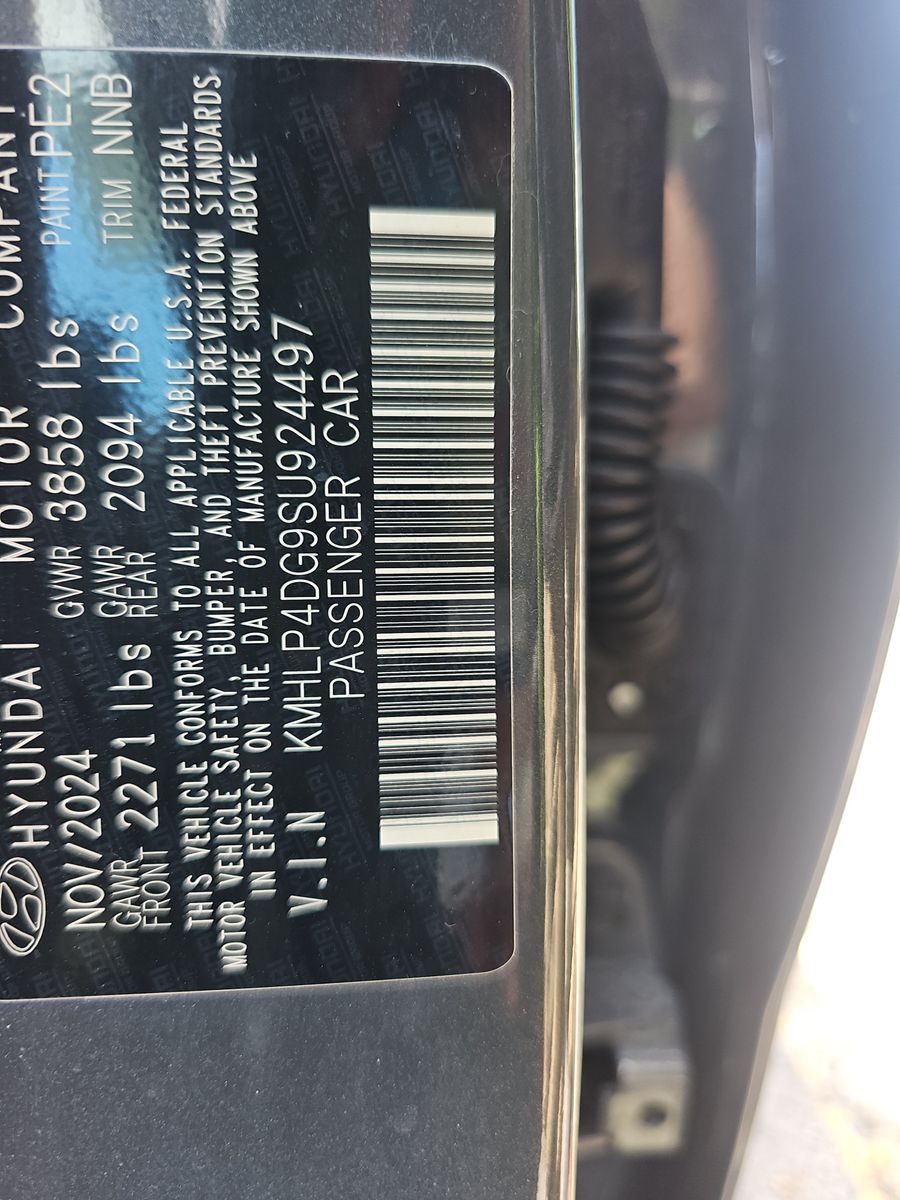 HYUNDAI MOTOR COMPANY
NOV/2024 GVWR 3858 lbs PAINT PE2
GAWR FRONT 2271 lbs GAWR REAR 2094 lbs TRIM NNB
THIS VEHICLE CONFORMS TO ALL APPLICABLE U.S.A. FEDERAL
MOTOR VEHICLE SAFETY, BUMPER, AND THEFT PREVENTION STANDARDS
IN EFFECT ON THE DATE OF MANUFACTURE SHOWN ABOVE
V.I.N KMHLP4DG9SU924497
PASSENGER CAR